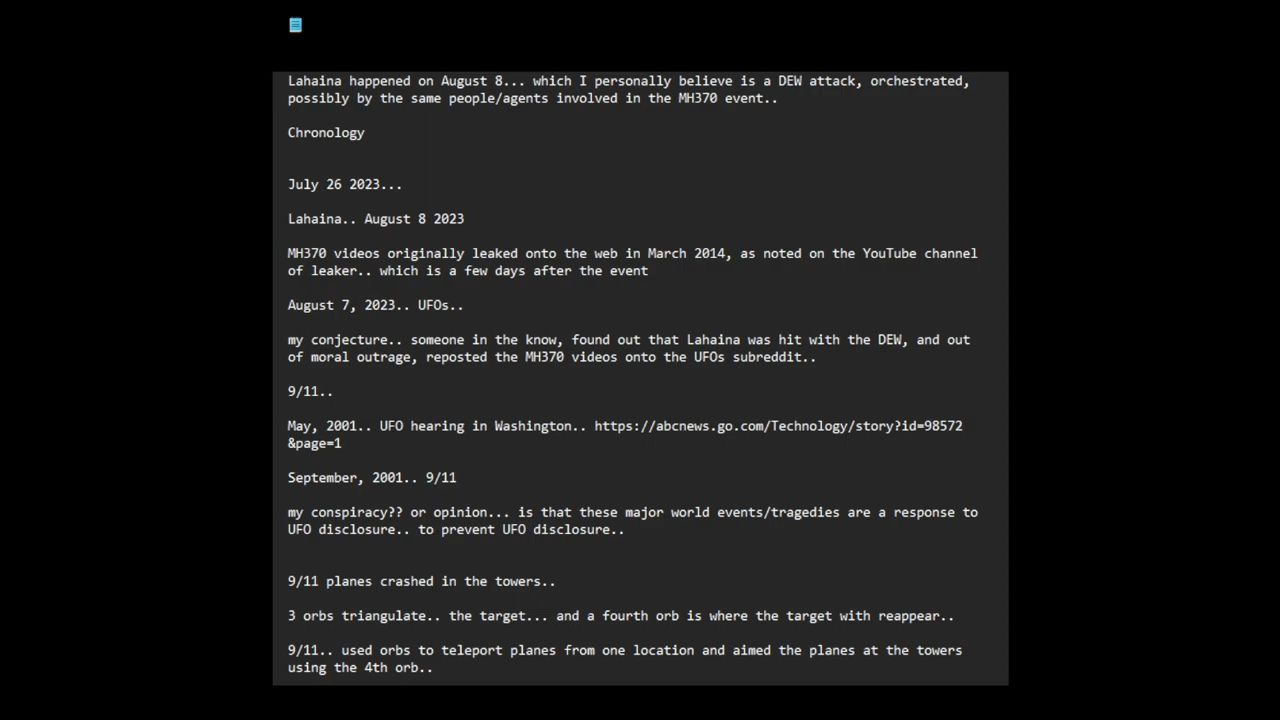 Lahaina happened on August 8... which I personally believe is a DEW attack, orchestrated,
possibly by the same people/agents involved in the MH370 event..
Chronology
July 26 2023...
Lahaina.. August 8 2023
MH370 videos originally leaked onto the web in March 2014, as noted on the YouTube channel
of leaker.. which is a few days after the event
August 7, 2023.. UFOs..
my conjecture.. someone in the know, found out that Lahaina was hit with the DEW, and out
of moral outrage, reposted the MH370 videos onto the UFOs subreddit..
9/11..
May, 2001.. UFO hearing in Washington.. https://abcnews.go.com/Technology/story?id=98572
&page=1
September, 2001.. 9/11
my conspiracy?? or opinion... is that these major world events/tragedies are a response to
UFO disclosure.. to prevent UFO disclosure..
9/11 planes crashed in the towers..
3 orbs triangulate.. the target... and a fourth orb is where the target with reappear..
9/11.. used orbs to teleport planes from one location and aimed the planes at the towers
using the 4th orb..